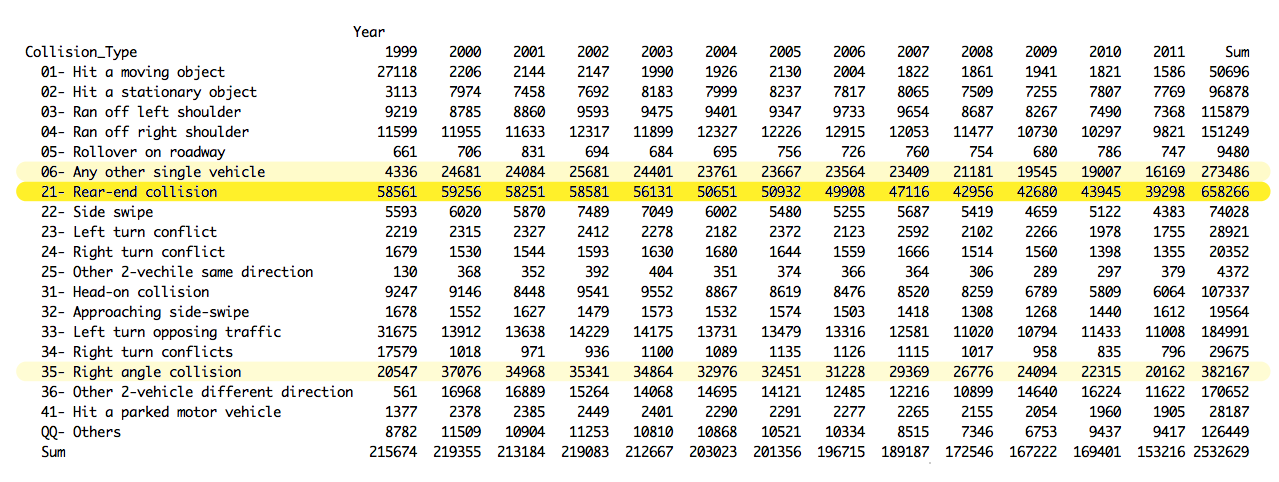 Year
Collision_Type 1999 2000 2001 2002 2003 2004 2005 2006 2007 2008 2009 2010 2011 Sum
01- Hit a moving object 27118 2206 2144 2147 1990 1926 2130 2004 1822 1861 1941 1821 1586 50696
02- Hit a stationary object 3113 7974 7458 7692 8183 7999 8237 7817 8065 7509 7255 7807 7769 96878
03- Ran off left shoulder 9219 8785 8860 9593 9475 9401 9347 9733 9654 8687 8267 7490 7368 115879
04- Ran off right shoulder 11599 11955 11633 12317 11899 12327 12226 12915 12053 11477 10730 10297 9821 151249
05- Rollover on roadway 661 706 831 694 684 695 756 726 760 754 680 786 747 9480
06- Any other single vehicle 4336 24681 24084 25681 24401 23761 23667 23564 23409 21181 19545 19007 16169 273486
21- Rear-end collision 58561 59256 58251 58581 56131 50651 50932 49908 47116 42956 42680 43945 39298 658266
22- Side swipe 5593 6020 5870 7489 7049 6002 5480 5255 5687 5419 4659 5122 4383 74028
23- Left turn conflict 2219 2315 2327 2412 2278 2182 2372 2123 2592 2102 2266 1978 1755 28921
24- Right turn conflict 1679 1530 1544 1593 1630 1680 1644 1559 1666 1514 1560 1398 1355 20352
25- Other 2-vechile same direction 130 368 352 392 404 351 374 366 364 306 289 297 379 4372
31- Head-on collision 9247 9146 8448 9541 9552 8867 8619 8476 8520 8259 6789 5809 6064 107337
32- Approaching side-swipe 1678 1552 1627 1479 1573 1532 1574 1503 1418 1308 1268 1440 1612 19564
33- Left turn opposing traffic 31675 13912 13638 14229 14175 13731 13479 13316 12581 11020 10794 11433 11008 184991
34- Right turn conflicts 17579 1018 971 936 1100 1089 1135 1126 1115 1017 958 835 796 29675
35- Right angle collision 20547 37076 34968 35341 34864 32976 32451 31228 29369 26776 24094 22315 20162 382167
36- Other 2-vehicle different direction 561 16968 16889 15264 14068 14695 14121 12485 12216 10899 14640 16224 11622 170652
41- Hit a parked motor vehicle 1377 2378 2385 2449 2401 2290 2291 2277 2265 2155 2054 1960 1905 28187
QQ- Others 8782 11509 10904 11253 10810 10868 10521 10334 8515 7346 6753 9437 9417 126449
Sum 215674 219355 213184 219083 212667 203023 201356 196715 189187 172546 167222 169401 153216 2532629